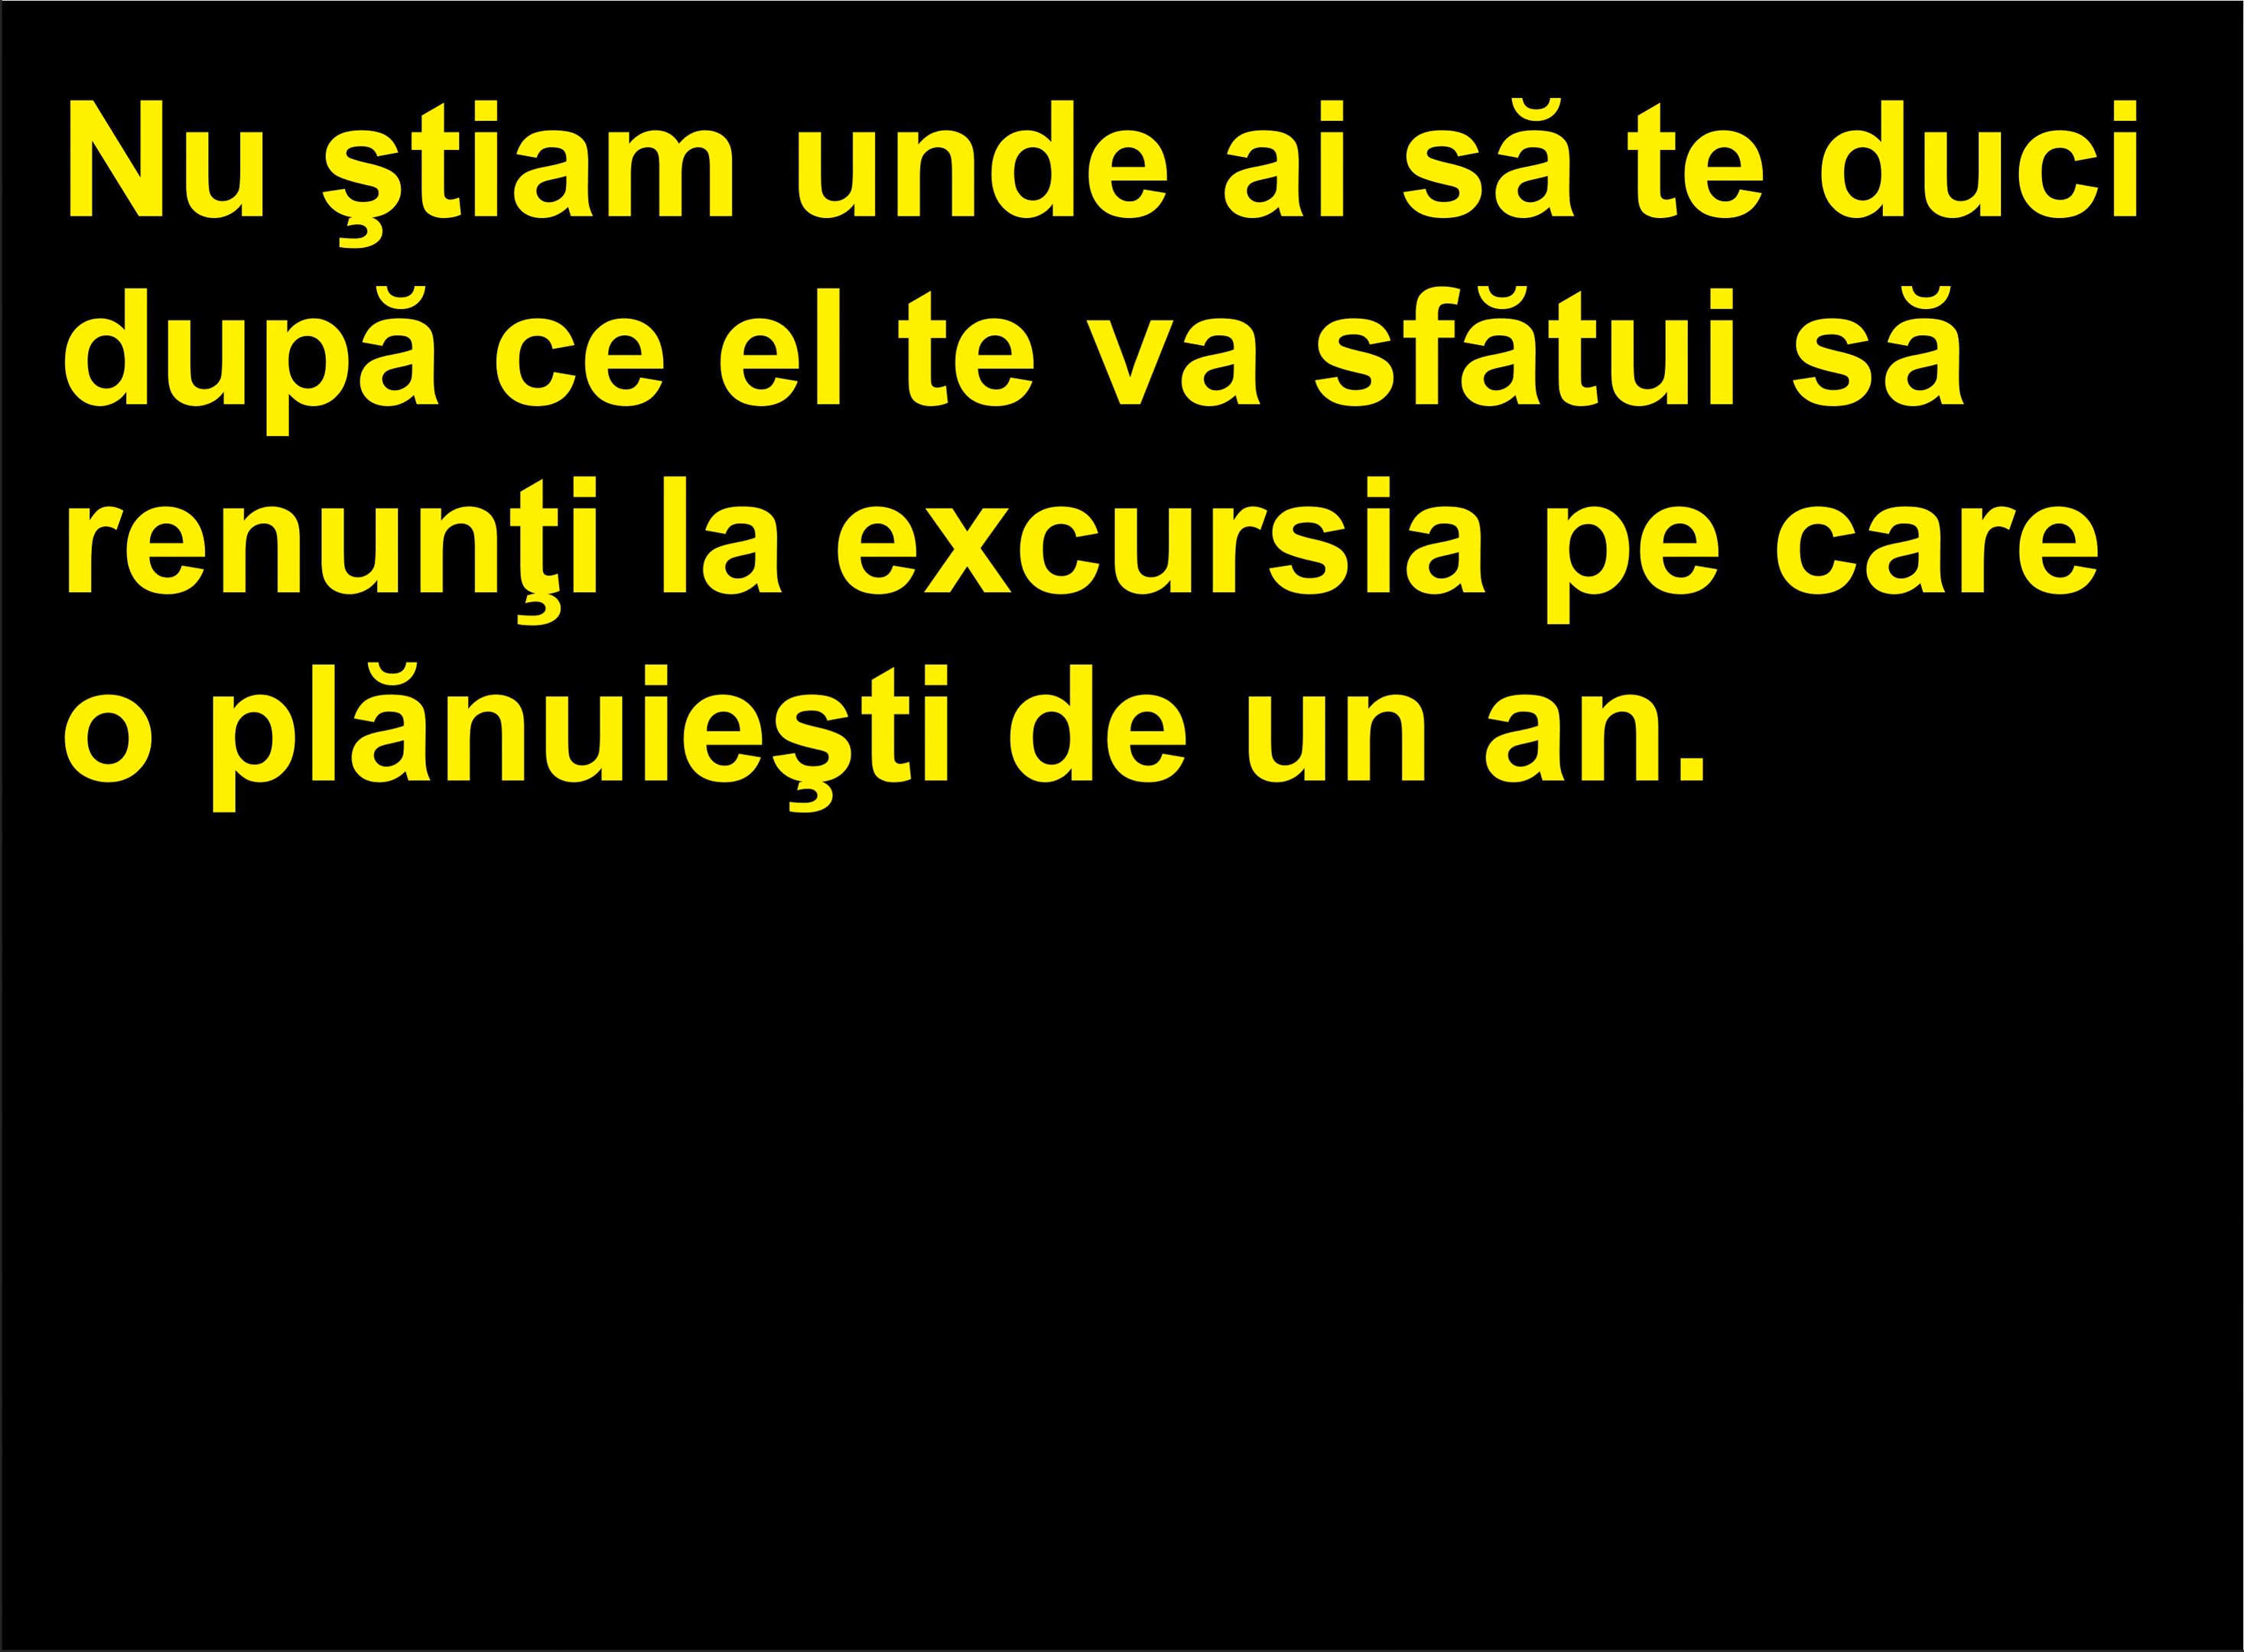 Nu ştiam unde ai să te duci
după ce el te va sfătui să
renunţi la excursia pe care
o plănuieşti de un an.